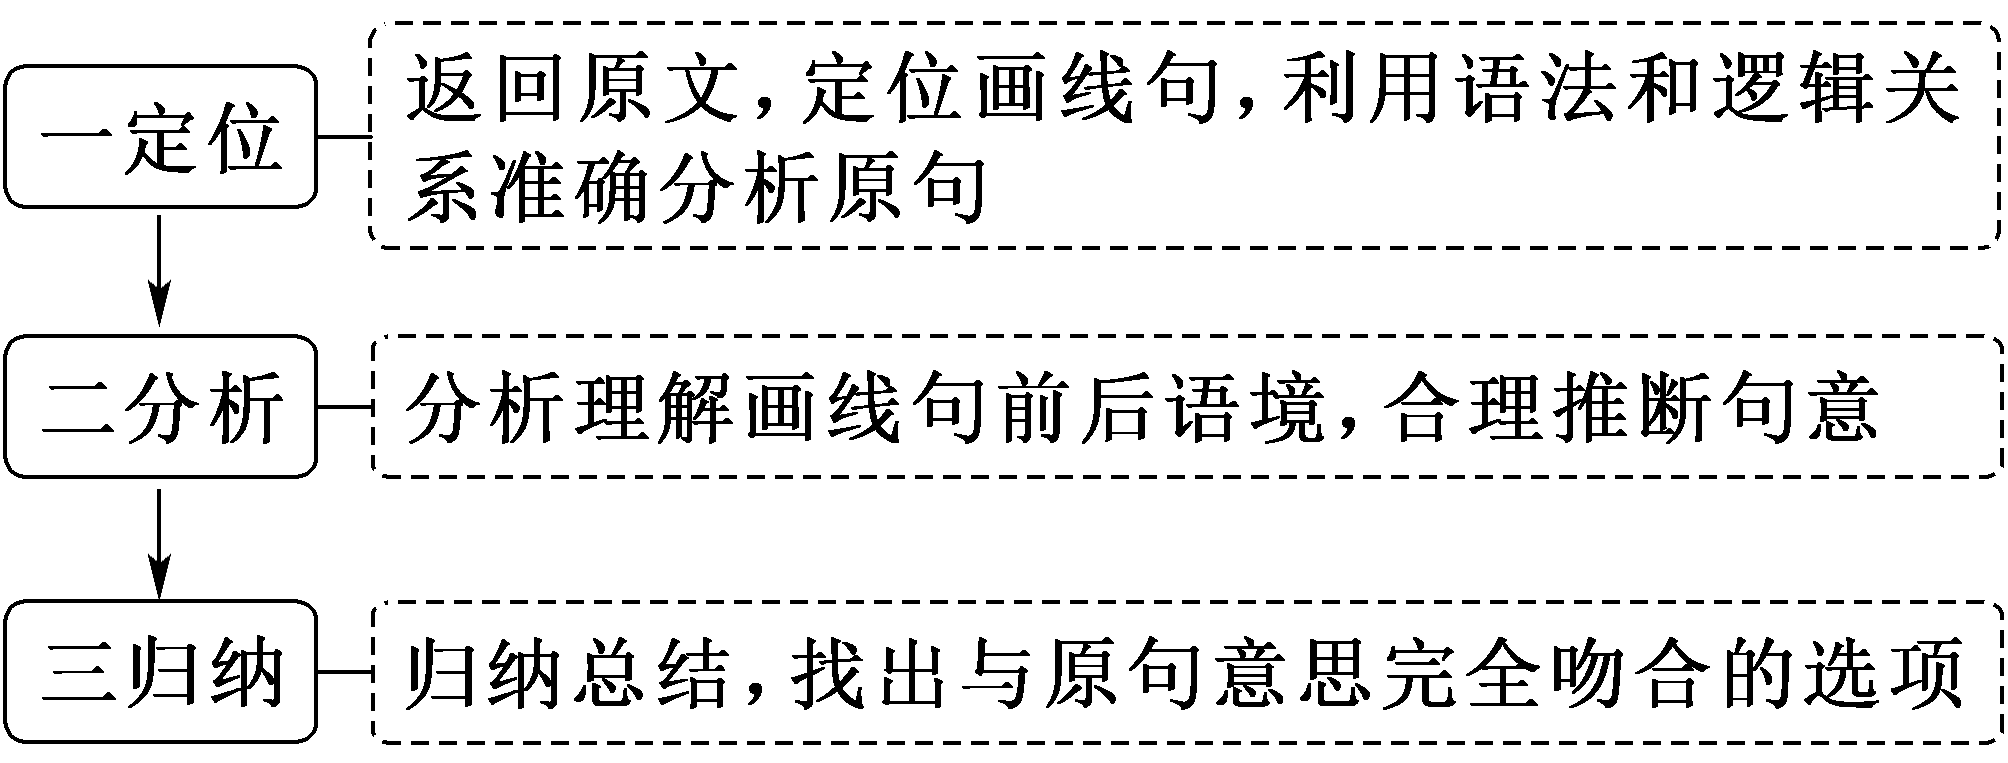 一定位
返回原文，定位画线句，利用语法和逻辑关
系准确分析原句
二分析
分析理解画线句前后语境，合理推断句意
三归纳
归纳总结，找出与原句意思完全吻合的选项